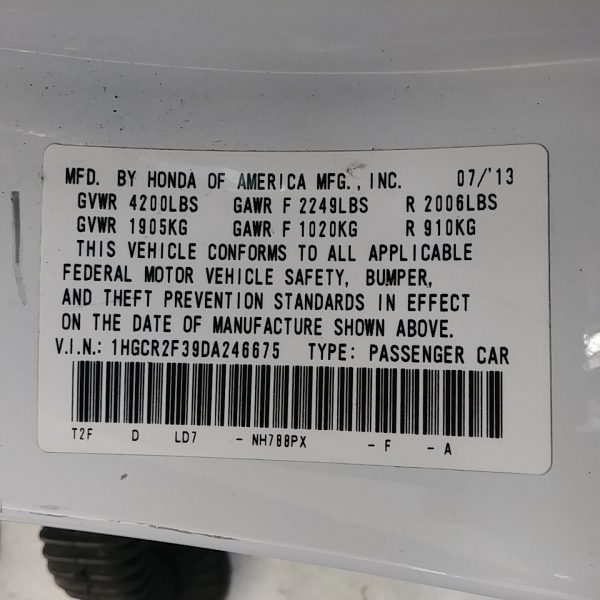 MFD. BY HONDA OF AMERICA MFG., INC. 07/'13
GVWR 4200LBS GAWR F 2249LBS R 2006LBS
GVWR 1905KG GAWR F 1020KG R 910KG
THIS VEHICLE CONFORMS TO ALL APPLICABLE
FEDERAL MOTOR VEHICLE SAFETY, BUMPER,
AND THEFT PREVENTION STANDARDS IN EFFECT
ON THE DATE OF MANUFACTURE SHOWN ABOVE.
V.I.N.: 1HGCR2F39DA246675 TYPE: PASSENGER CAR
T2F D LD7 - NH788PX - F - A